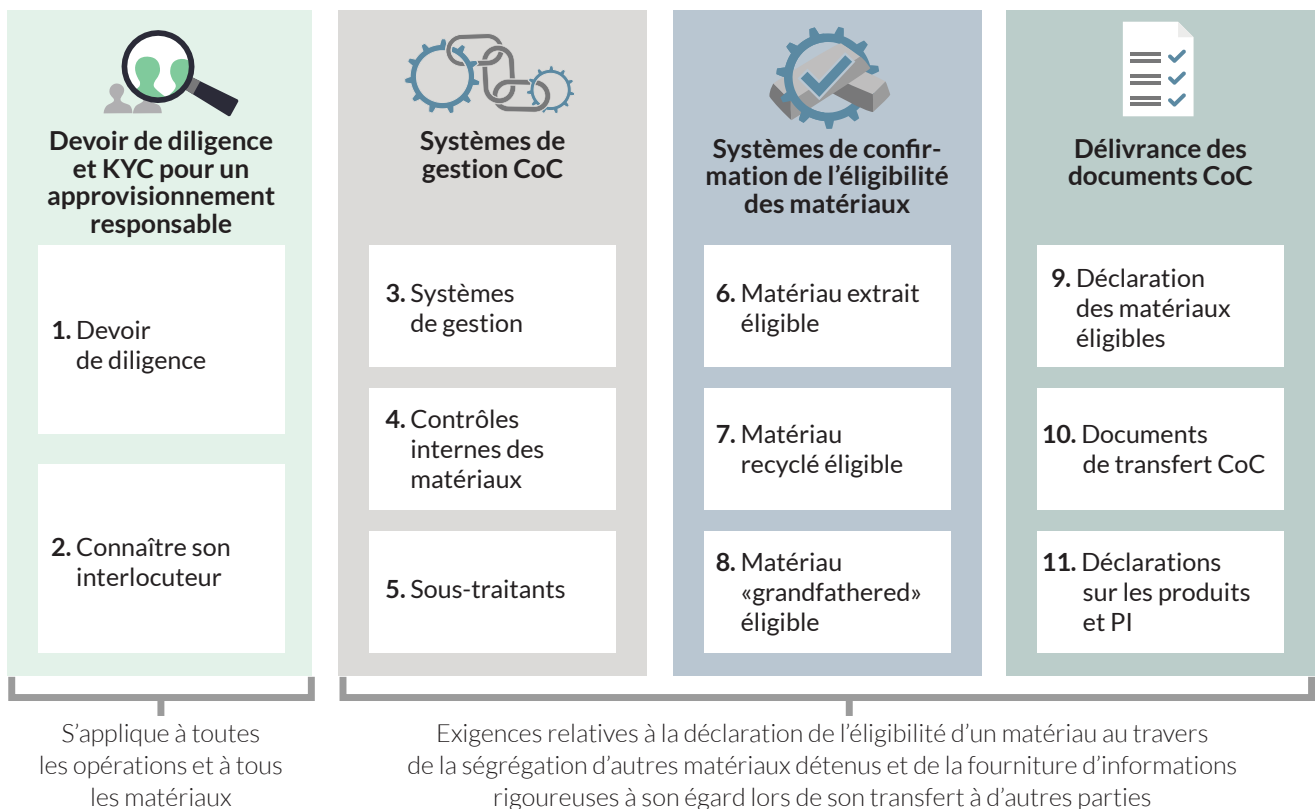 Devoir de diligence
et KYC pour un
approvisionnement
responsable
1. Devoir
de diligence
2. Connaître son
interlocuteur
Systèmes de
gestion CoC
3. Systèmes
de gestion
4. Contrôles
internes des
matériaux
5. Sous-traitants
Systèmes de confir-
mation de l’éligibilité
des matériaux
6. Matériau extrait
éligible
7. Matériau
recyclé éligible
8. Matériau
«grandfathered»
éligible
Délivrance des
documents CoC
9. Déclaration
des matériaux
éligibles
10. Documents
de transfert CoC
11. Déclarations
sur les produits
et PI
S’applique à toutes
les opérations et à tous
les matériaux
Exigences relatives à la déclaration de l’éligibilité d’un matériau au travers
de la ségrégation d’autres matériaux détenus et de la fourniture d’informations
rigoureuses à son égard lors de son transfert à d’autres parties